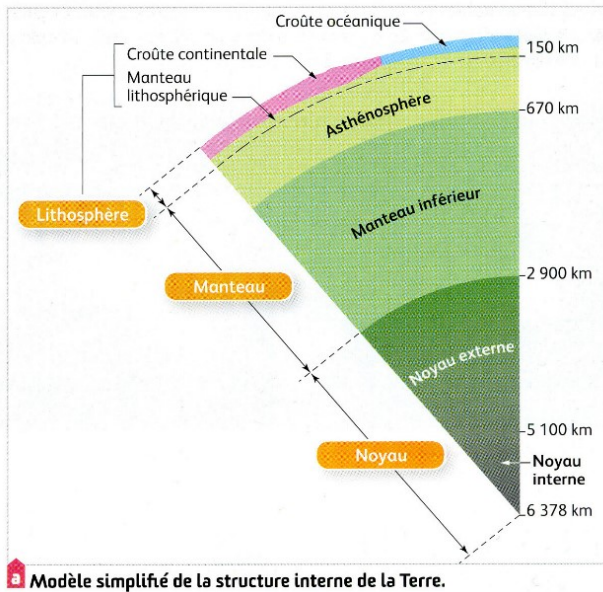 Croûte océanique
Croûte continentale
Manteau
lithosphérique
150 km
Asthénosphère
670 km
Lithosphère
Manteau inférieur
Manteau
2 900 km
Noyau externe
5 100 km
Noyau
Noyau
interne
6 378 km
a Modèle simplifié de la structure interne de la Terre.